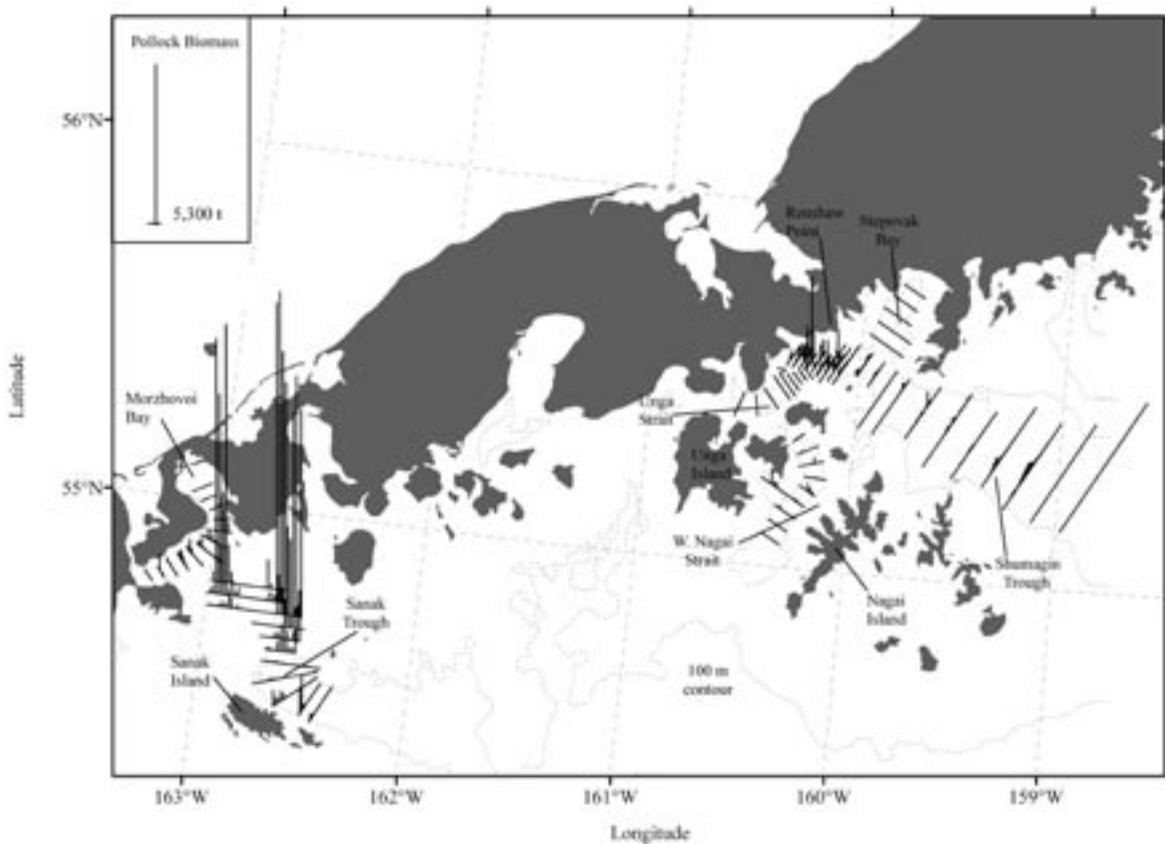 Pollock Biomass
5,300 t
56°N
Renshaw
Point
Stepovak
Bay
Latitude
Morzhovoi
Bay
Unga
Strait
Unga
Island
55°N
W. Nagai
Strait
Shumagin
Trough
Nagai
Island
Sanak
Trough
Sanak
Island
100 m
contour
163°W
162°W
161°W
160°W
159°W
Longitude